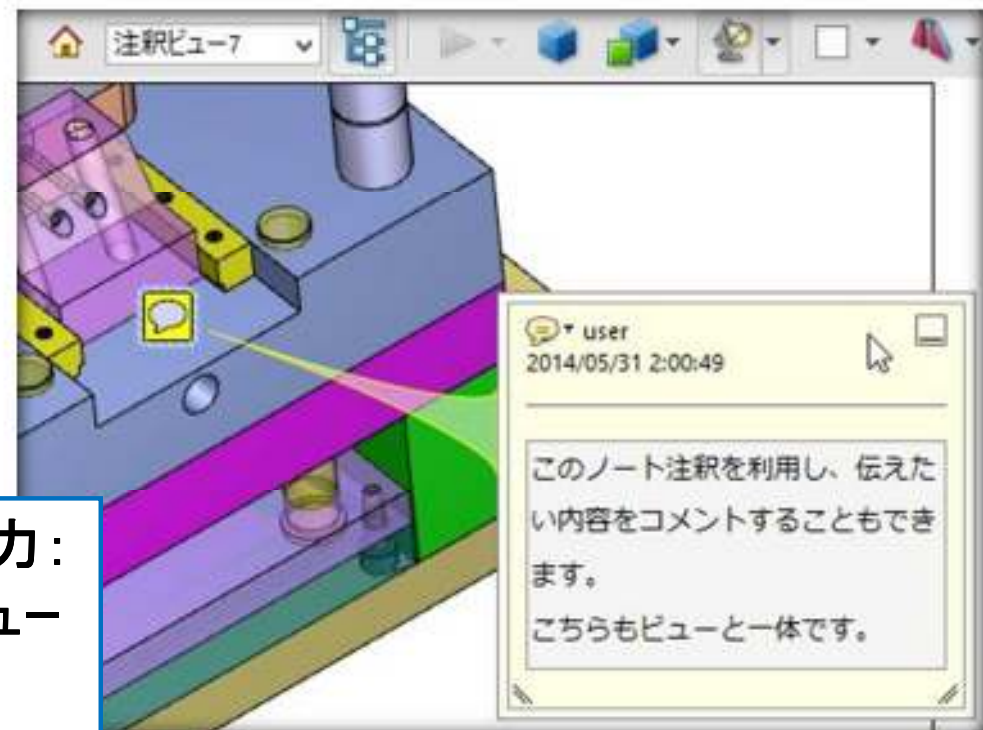 注釈ビュー7
user
2014/05/31 2:00:49
このノート注釈を利用し、伝えた
い内容をコメントすることもでき
ます。
こちらもビューと一体です。
力:
ュー